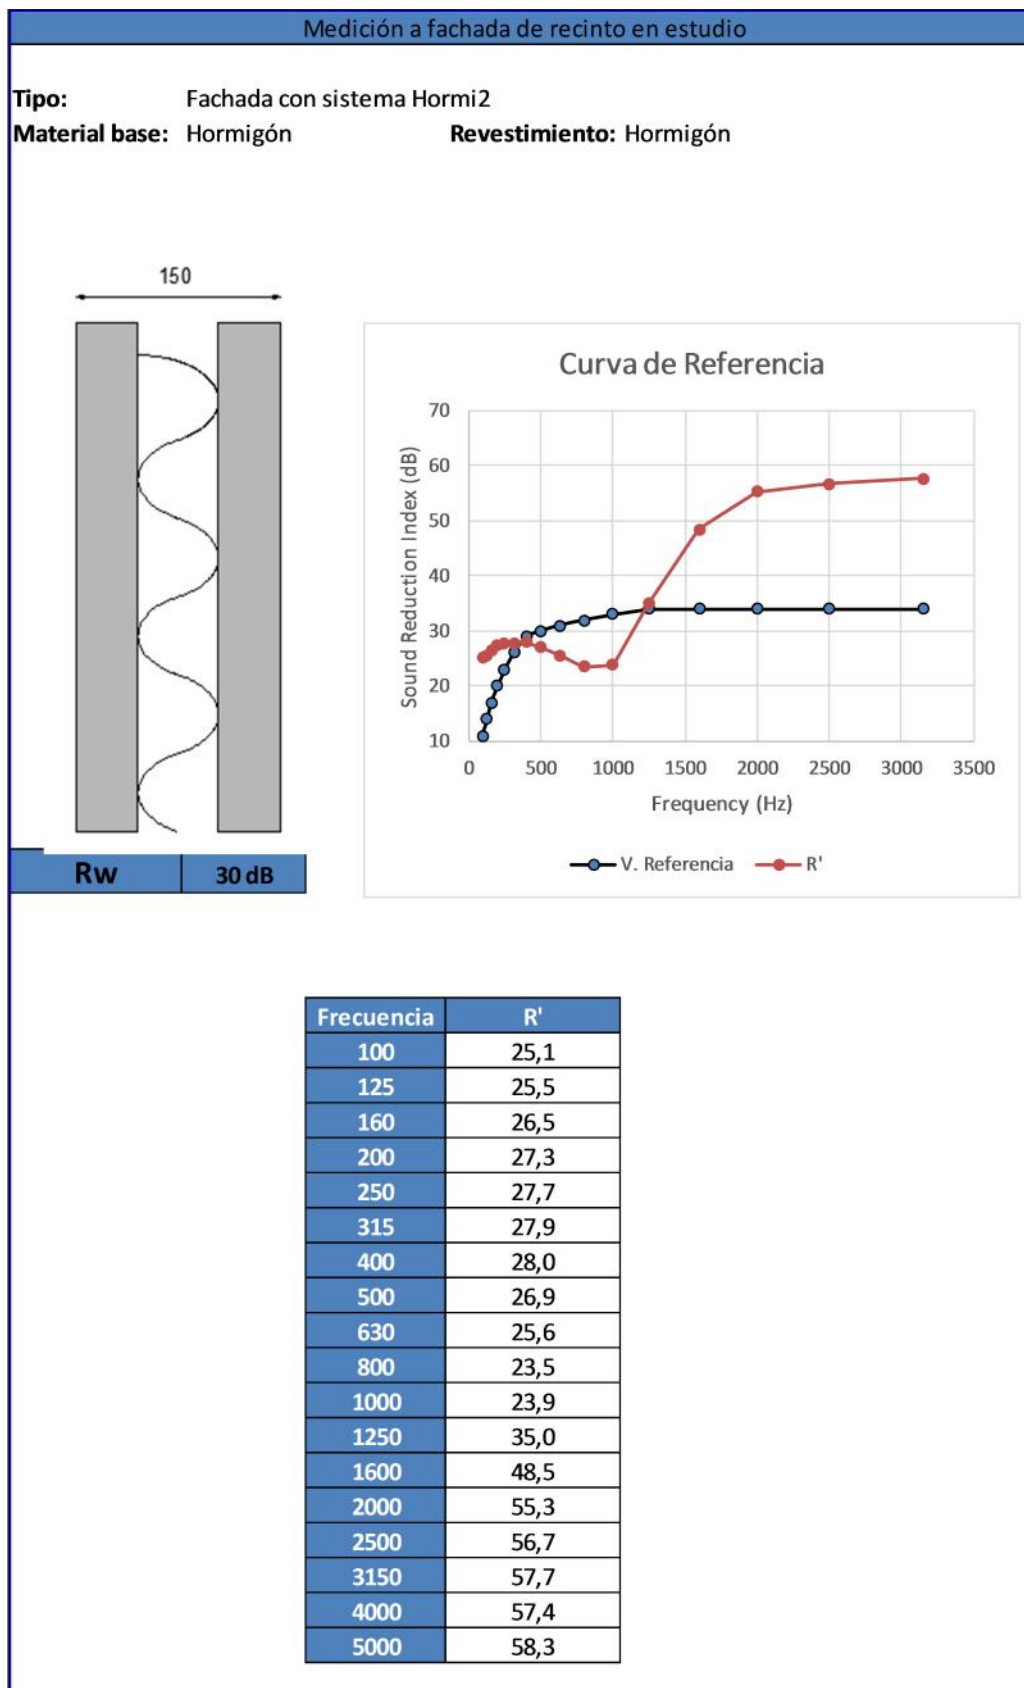 Medición a fachada de recinto en estudio
Tipo: Fachada con sistema Hormi2
Material base: Hormigón Revestimiento: Hormigón
150
Rw 30 dB
Curva de Referencia
Sound Reduction Index (dB)
70
60
50
40
30
20
10
0 500 1000 1500 2000 2500 3000 3500
Frequency (Hz)
V. Referencia R'
Frecuencia R'
100 25,1
125 25,5
160 26,5
200 27,3
250 27,7
315 27,9
400 28,0
500 26,9
630 25,6
800 23,5
1000 23,9
1250 35,0
1600 48,5
2000 55,3
2500 56,7
3150 57,7
4000 57,4
5000 58,3